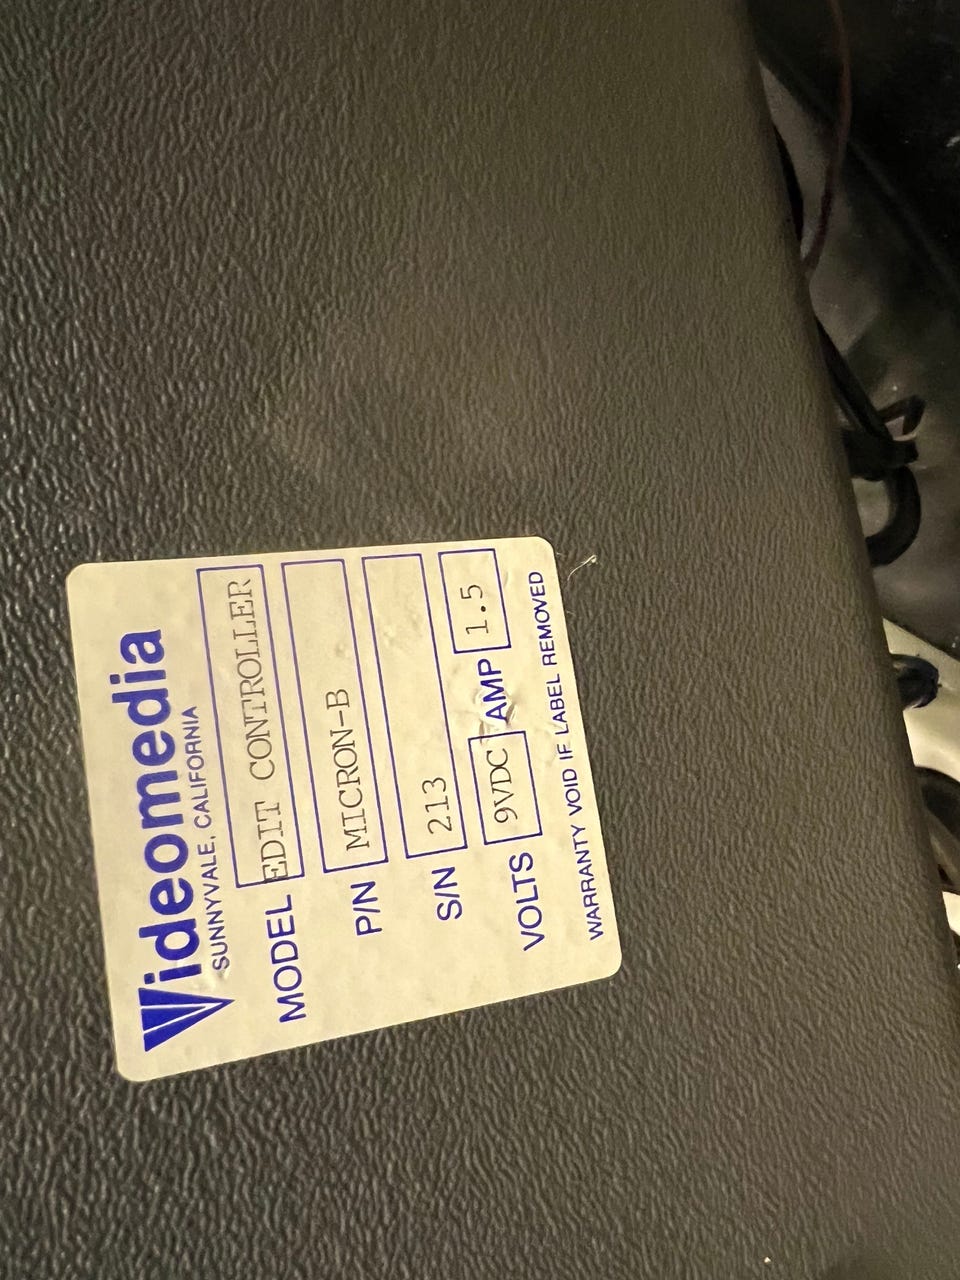 Videomedia
SUNNYVALE, CALIFORNIA
MODEL EDIT CONTROLLER
P/N MICRON-B
S/N 213
VOLTS 9VDC AMP 1.5
WARRANTY VOID IF LABEL REMOVED